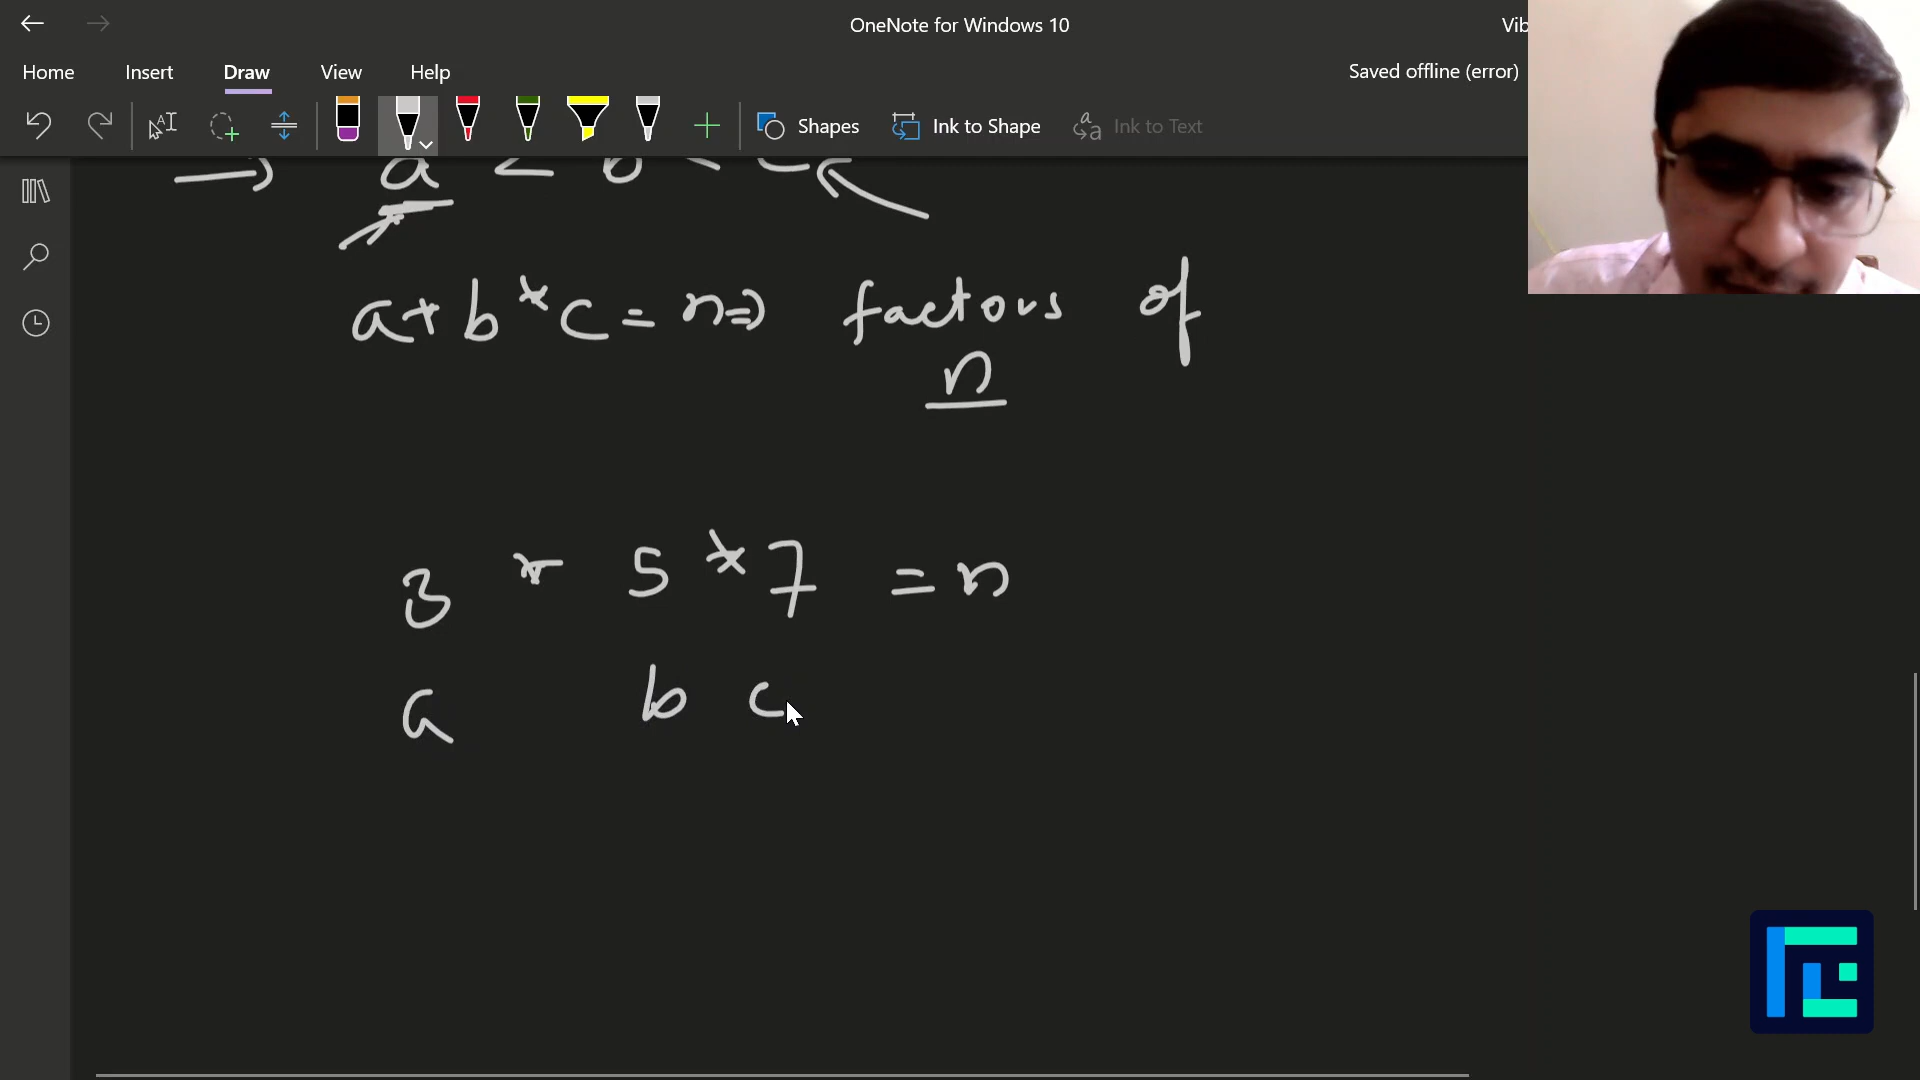 OneNote for Windows 10
Vib
Home Insert Draw View Help
Saved offline (error)
Shapes Ink to Shape Ink to Text
a < b < c
a * b * c = n ⇒ factors of
n
3 * 5 * 7 = n
a b c